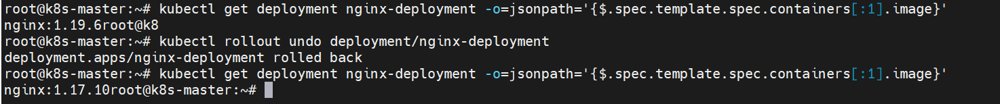 root@k8s-master:~# kubectl get deployment nginx-deployment -o=jsonpath='{$.spec.template.spec.containers[:1].image}'
nginx:1.19.6root@k8
root@k8s-master:~# kubectl rollout undo deployment/nginx-deployment
deployment.apps/nginx-deployment rolled back
root@k8s-master:~# kubectl get deployment nginx-deployment -o=jsonpath='{$.spec.template.spec.containers[:1].image}'
nginx:1.17.10root@k8s-master:~#